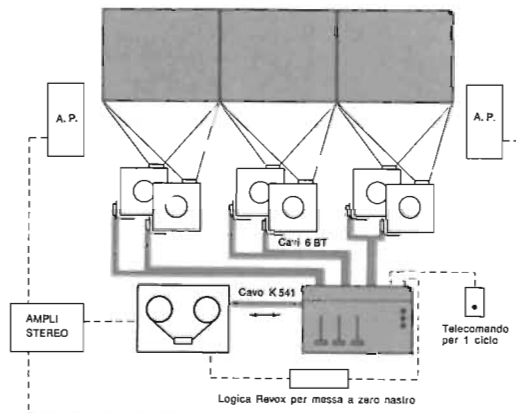 A. P.
A. P.
Cavi 6 BT
Cavo K 541
AMPLI
STEREO
Telecomando
per 1 ciclo
Logica Revox per messa a zero nastro